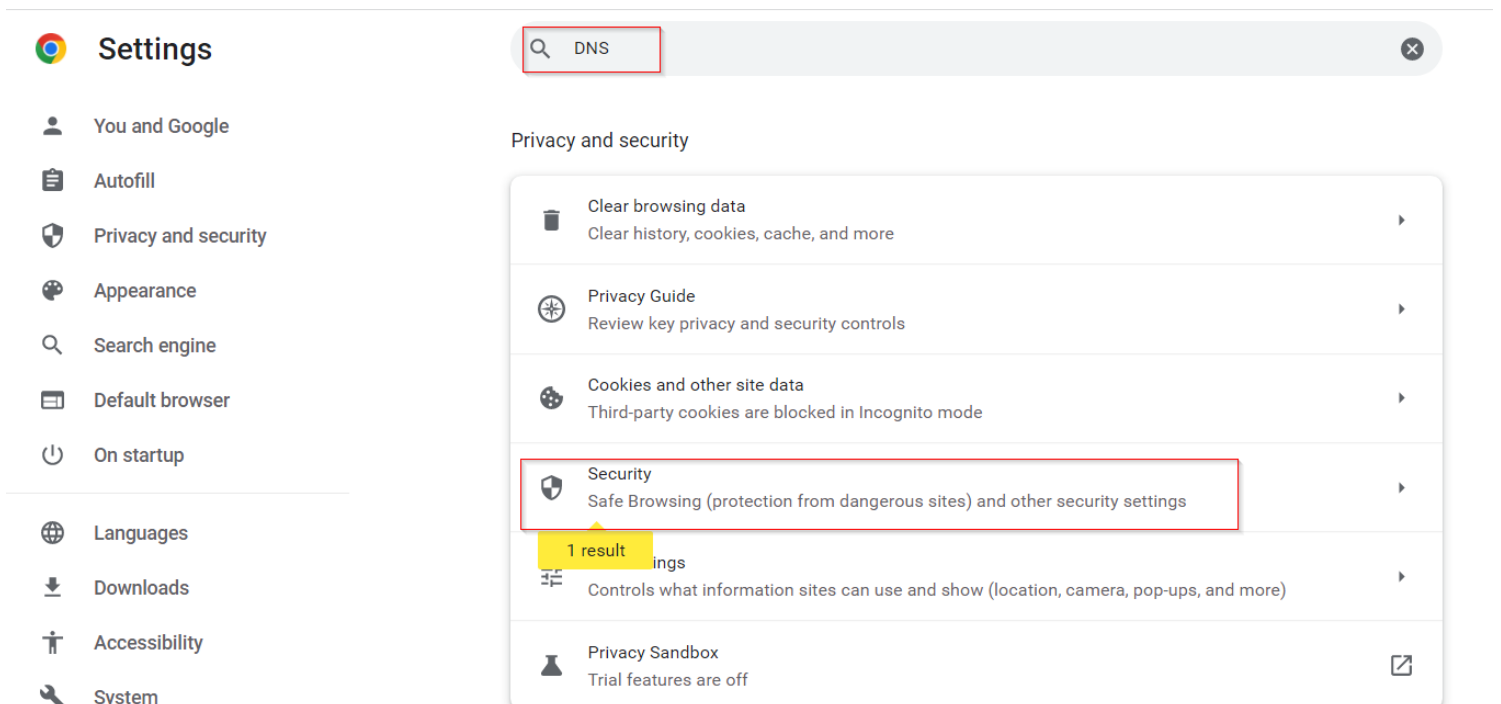 Settings
DNS
You and Google
Autofill
Privacy and security
Appearance
Search engine
Default browser
On startup
Languages
Downloads
Accessibility
System
Privacy and security
Clear browsing data
Clear history, cookies, cache, and more
Privacy Guide
Review key privacy and security controls
Cookies and other site data
Third-party cookies are blocked in Incognito mode
Security
Safe Browsing (protection from dangerous sites) and other security settings
1 result
ings
Controls what information sites can use and show (location, camera, pop-ups, and more)
Privacy Sandbox
Trial features are off